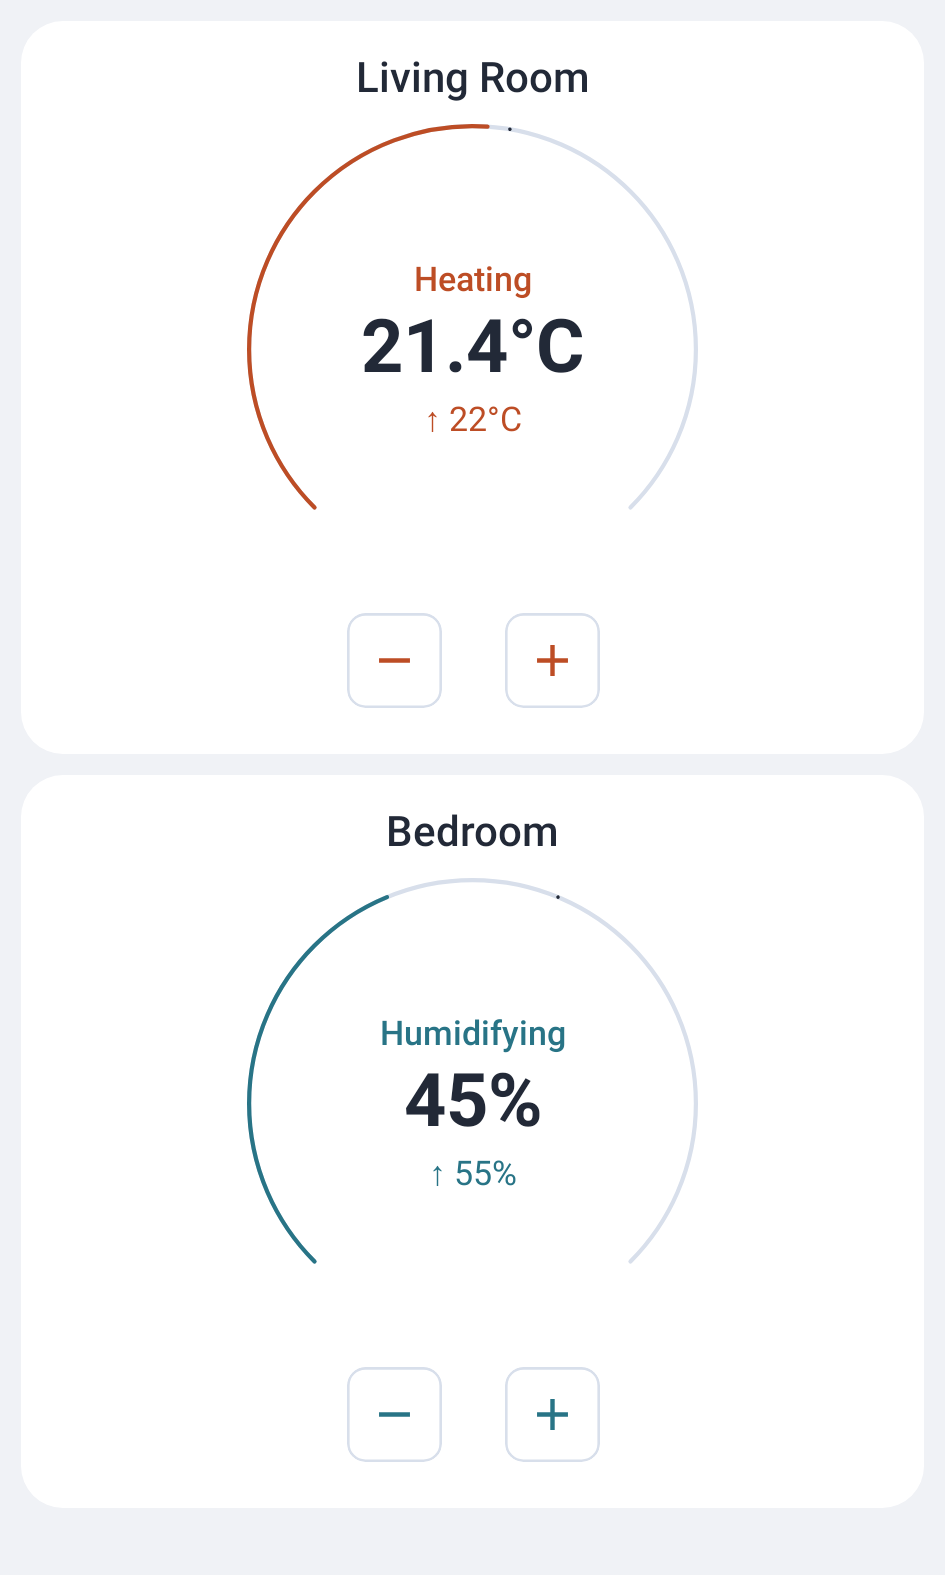 Living Room
Heating
21.4°C
↑ 22°C
− +
Bedroom
Humidifying
45%
↑ 55%
− +